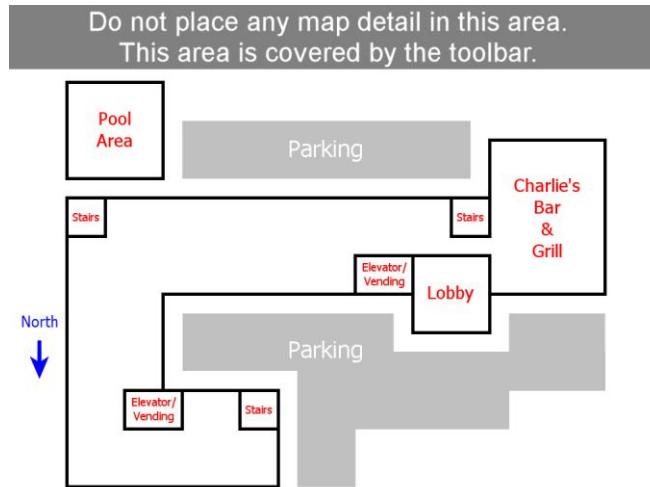 Do not place any map detail in this area.
This area is covered by the toolbar.
Pool
Area
Parking
Charlie's
Bar
&
Grill
Stairs
Stairs
Elevator/
Vending
Lobby
North
Parking
Elevator/
Vending
Stairs